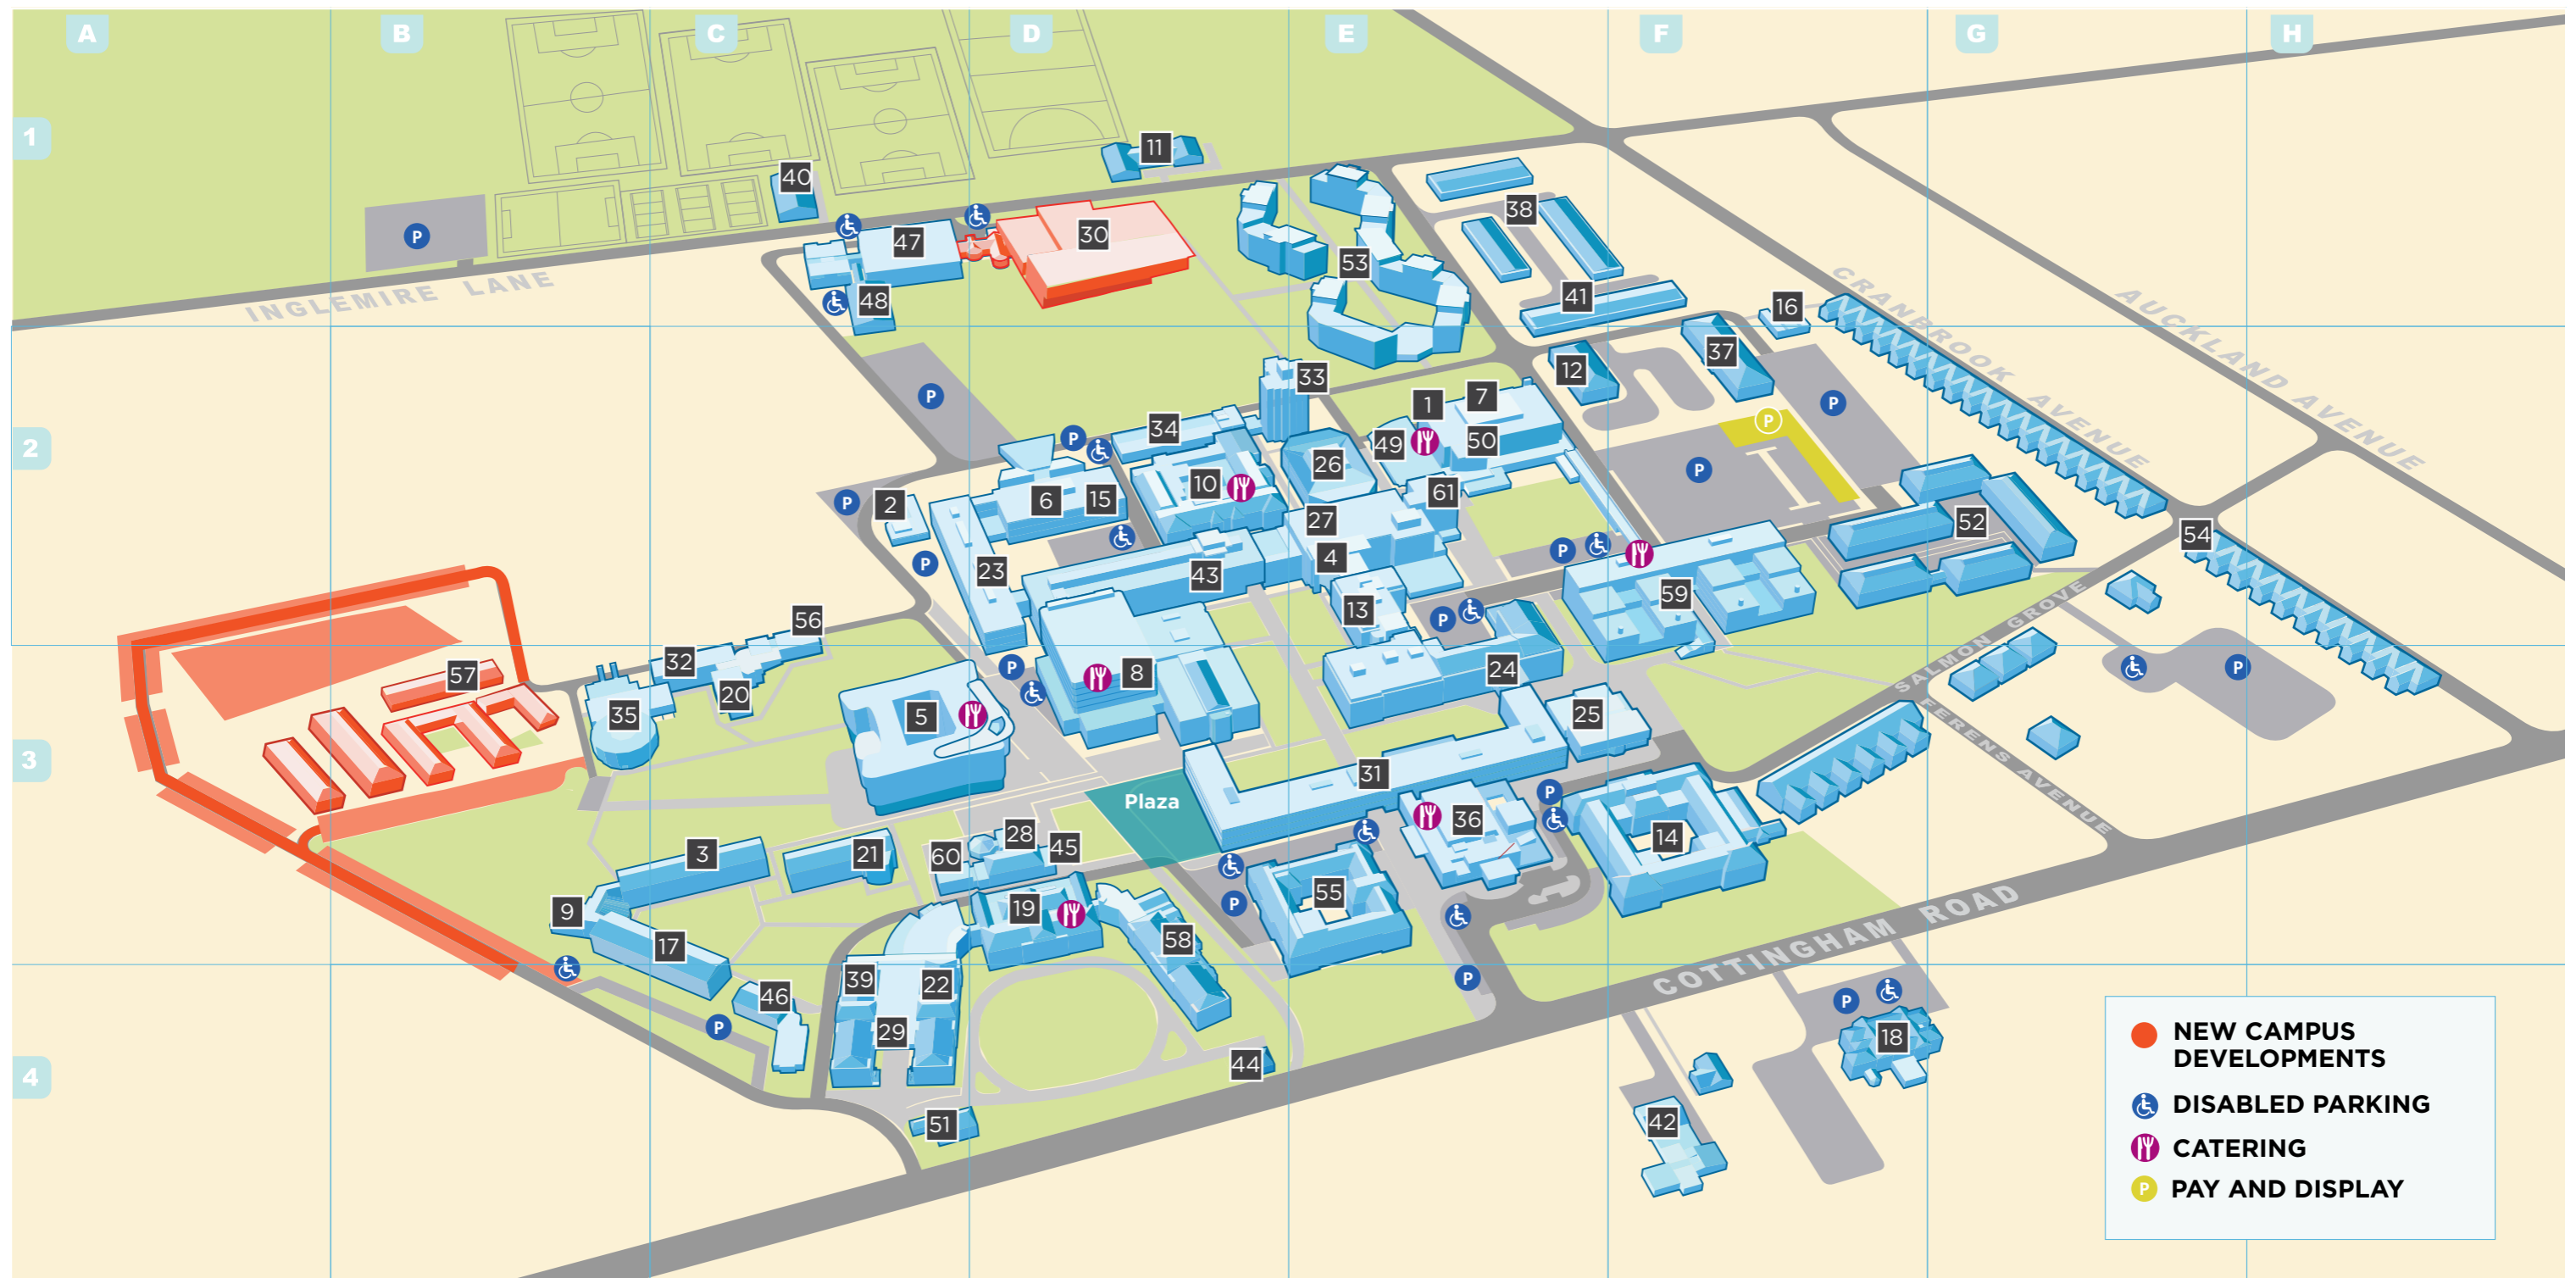 A B C D E F G H
1
11
40
P
30
47
38
53
48
41
16
INGLEMIRE LANE
CRANBROOK AVENUE
AUCKLAND AVENUE
2
33
12
37
P
1
7
P
P
34
P
49
50
26
P
10
61
6
15
P
2
27
52
54
P
4
P
23
43
59
13
P
56
SALMON GROVE
3
32
57
20
35
P
8
24
P
5
25
FERENS AVENUE
31
Plaza
P
36
14
28
45
60
3
21
9
19
55
P
58
17
COTTINGHAM ROAD
4
39
22
P
46
P
P
29
18
44
42
51
NEW CAMPUS
DEVELOPMENTS
DISABLED PARKING
CATERING
P PAY AND DISPLAY